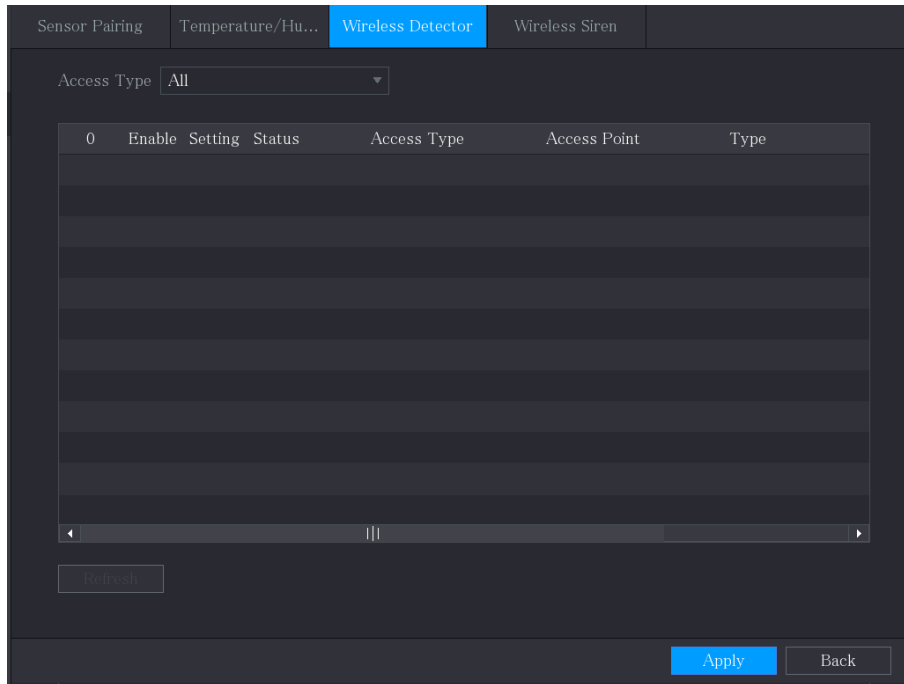 Sensor Pairing Temperature/Hu... Wireless Detector Wireless Siren
Access Type All
0 Enable Setting Status Access Type Access Point Type
Refresh
Apply Back